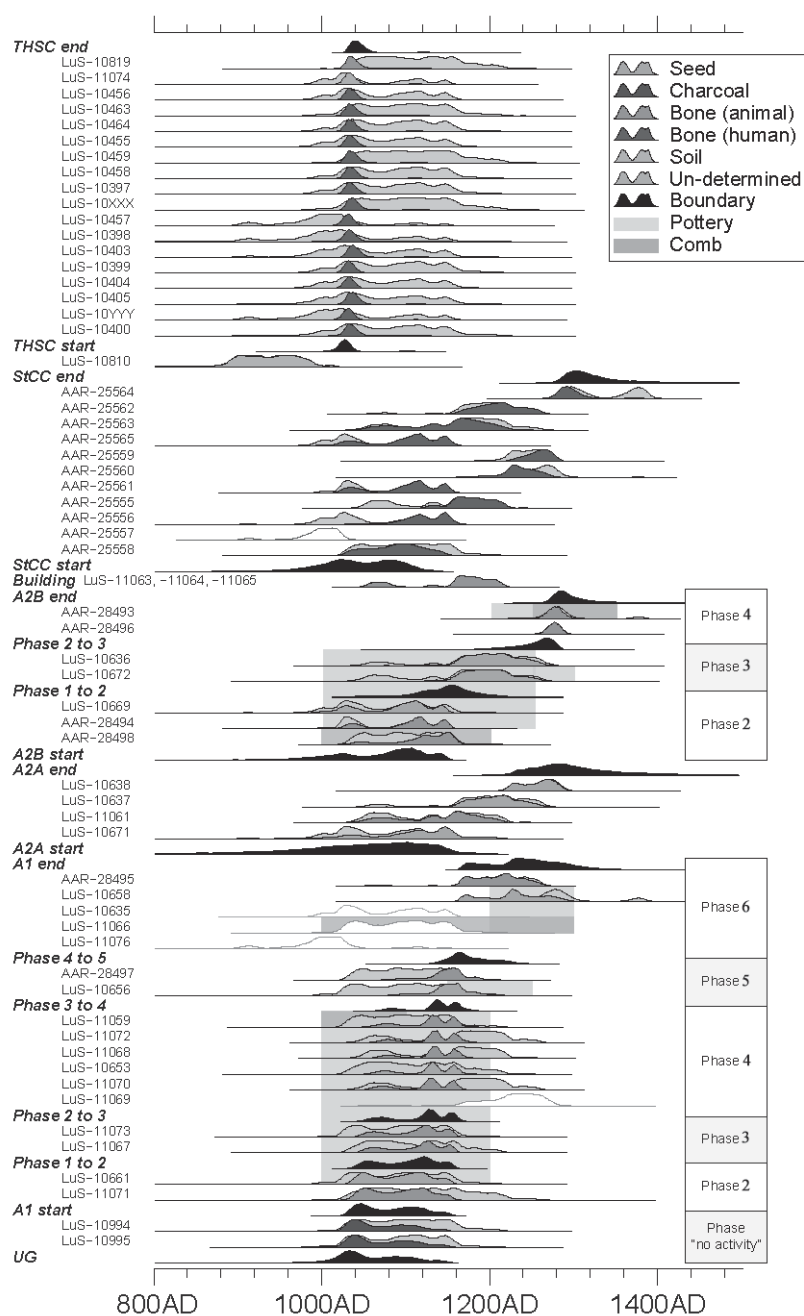 THSC end
LuS-10819
LuS-11074
LuS-10456
LuS-10463
LuS-10464
LuS-10455
LuS-10459
LuS-10458
LuS-10397
LuS-10XXX
LuS-10457
LuS-10398
LuS-10403
LuS-10399
LuS-10404
LuS-10405
LuS-10YYY
LuS-10400
THSC start
LuS-10810
StCC end
AAR-25564
AAR-25562
AAR-25563
AAR-25565
AAR-25559
AAR-25560
AAR-25561
AAR-25555
AAR-25556
AAR-25557
AAR-25558
StCC start
Building LuS-11063, -11064, -11065
A2B end
AAR-28493
AAR-28496
Phase 2 to 3
LuS-10636
LuS-10672
Phase 1 to 2
LuS-10669
AAR-28494
AAR-28498
A2B start
A2A end
LuS-10638
LuS-10637
LuS-11061
LuS-10671
A2A start
A1 end
AAR-28495
LuS-10658
LuS-10635
LuS-11066
LuS-11076
Phase 4 to 5
AAR-28497
LuS-10656
Phase 3 to 4
LuS-11059
LuS-11072
LuS-11068
LuS-10653
LuS-11070
LuS-11069
Phase 2 to 3
LuS-11073
LuS-11067
Phase 1 to 2
LuS-10661
LuS-11071
A1 start
LuS-10994
LuS-10995
UG
Seed
Charcoal
Bone (animal)
Bone (human)
Soil
Un-determined
Boundary
Pottery
Comb
Phase 4
Phase 3
Phase 2
Phase 6
Phase 5
Phase 4
Phase 3
Phase 2
Phase
"no activity"
800AD 1000AD 1200AD 1400AD